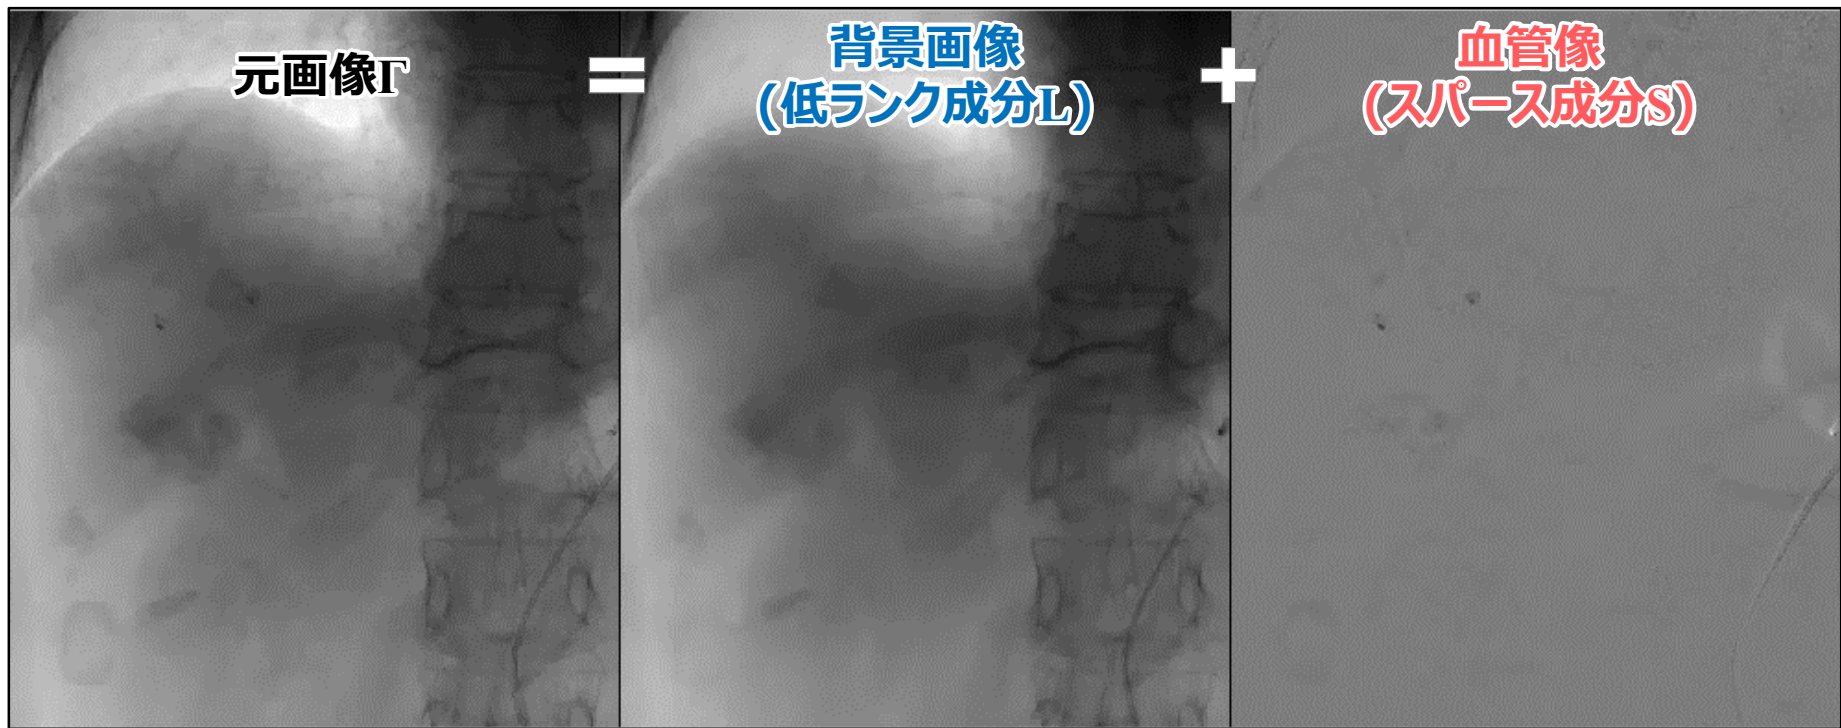 元画像Γ
=
背景画像
(低ランク成分L)
+
血管像
(スパース成分S)